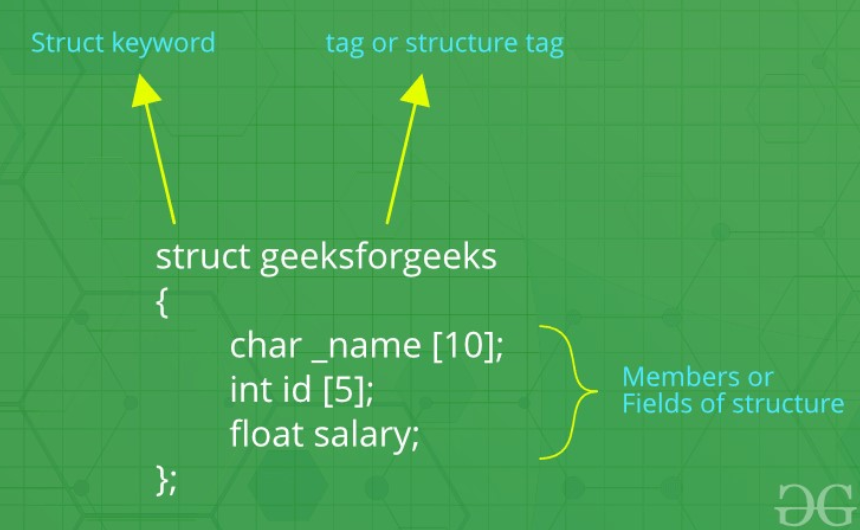 Struct keyword
tag or structure tag
struct geeksforgeeks
{
char _name [10];
int id [5];
float salary;
};
Members or
Fields of structure
GG